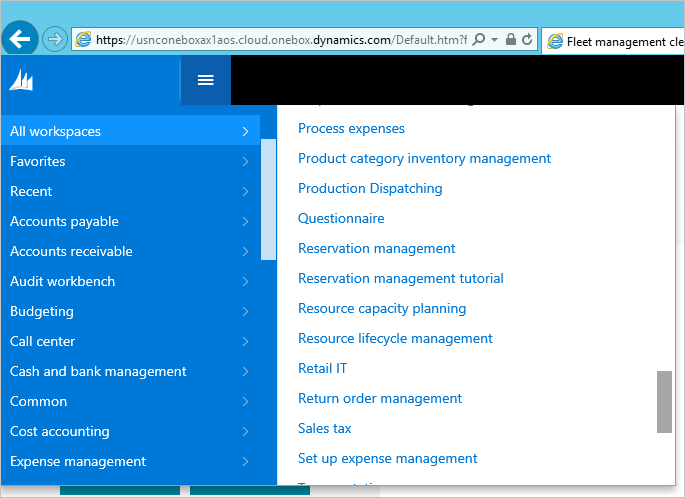 https://usnconeboxax1aos.cloud.onebox.dynamics.com/Default.htm?f
Fleet management cle
All workspaces
Favorites
Recent
Accounts payable
Accounts receivable
Audit workbench
Budgeting
Call center
Cash and bank management
Common
Cost accounting
Expense management
Process expenses
Product category inventory management
Production Dispatching
Questionnaire
Reservation management
Reservation management tutorial
Resource capacity planning
Resource lifecycle management
Retail IT
Return order management
Sales tax
Set up expense management